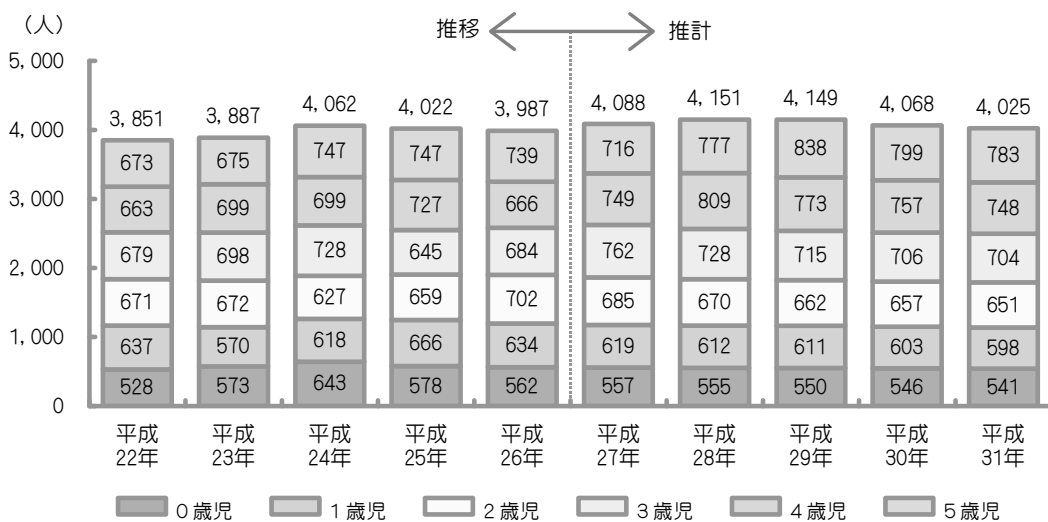 （人）
推移 推計
5,000
4,000
3,000
2,000
1,000
0
3,851 3,887 4,062 4,022 3,987 4,088 4,151 4,149 4,068 4,025
673 675 747 747 739 716 777 838 799 783
663 699 699 727 666 749 809 773 757 748
679 698 728 645 684 762 728 715 706 704
671 672 627 659 702 685 670 662 657 651
637 570 618 666 634 619 612 611 603 598
528 573 643 578 562 557 555 550 546 541
平成 平成 平成 平成 平成 平成 平成 平成 平成 平成
22年 23年 24年 25年 26年 27年 28年 29年 30年 31年
０歳児 １歳児 ２歳児 ３歳児 ４歳児 ５歳児